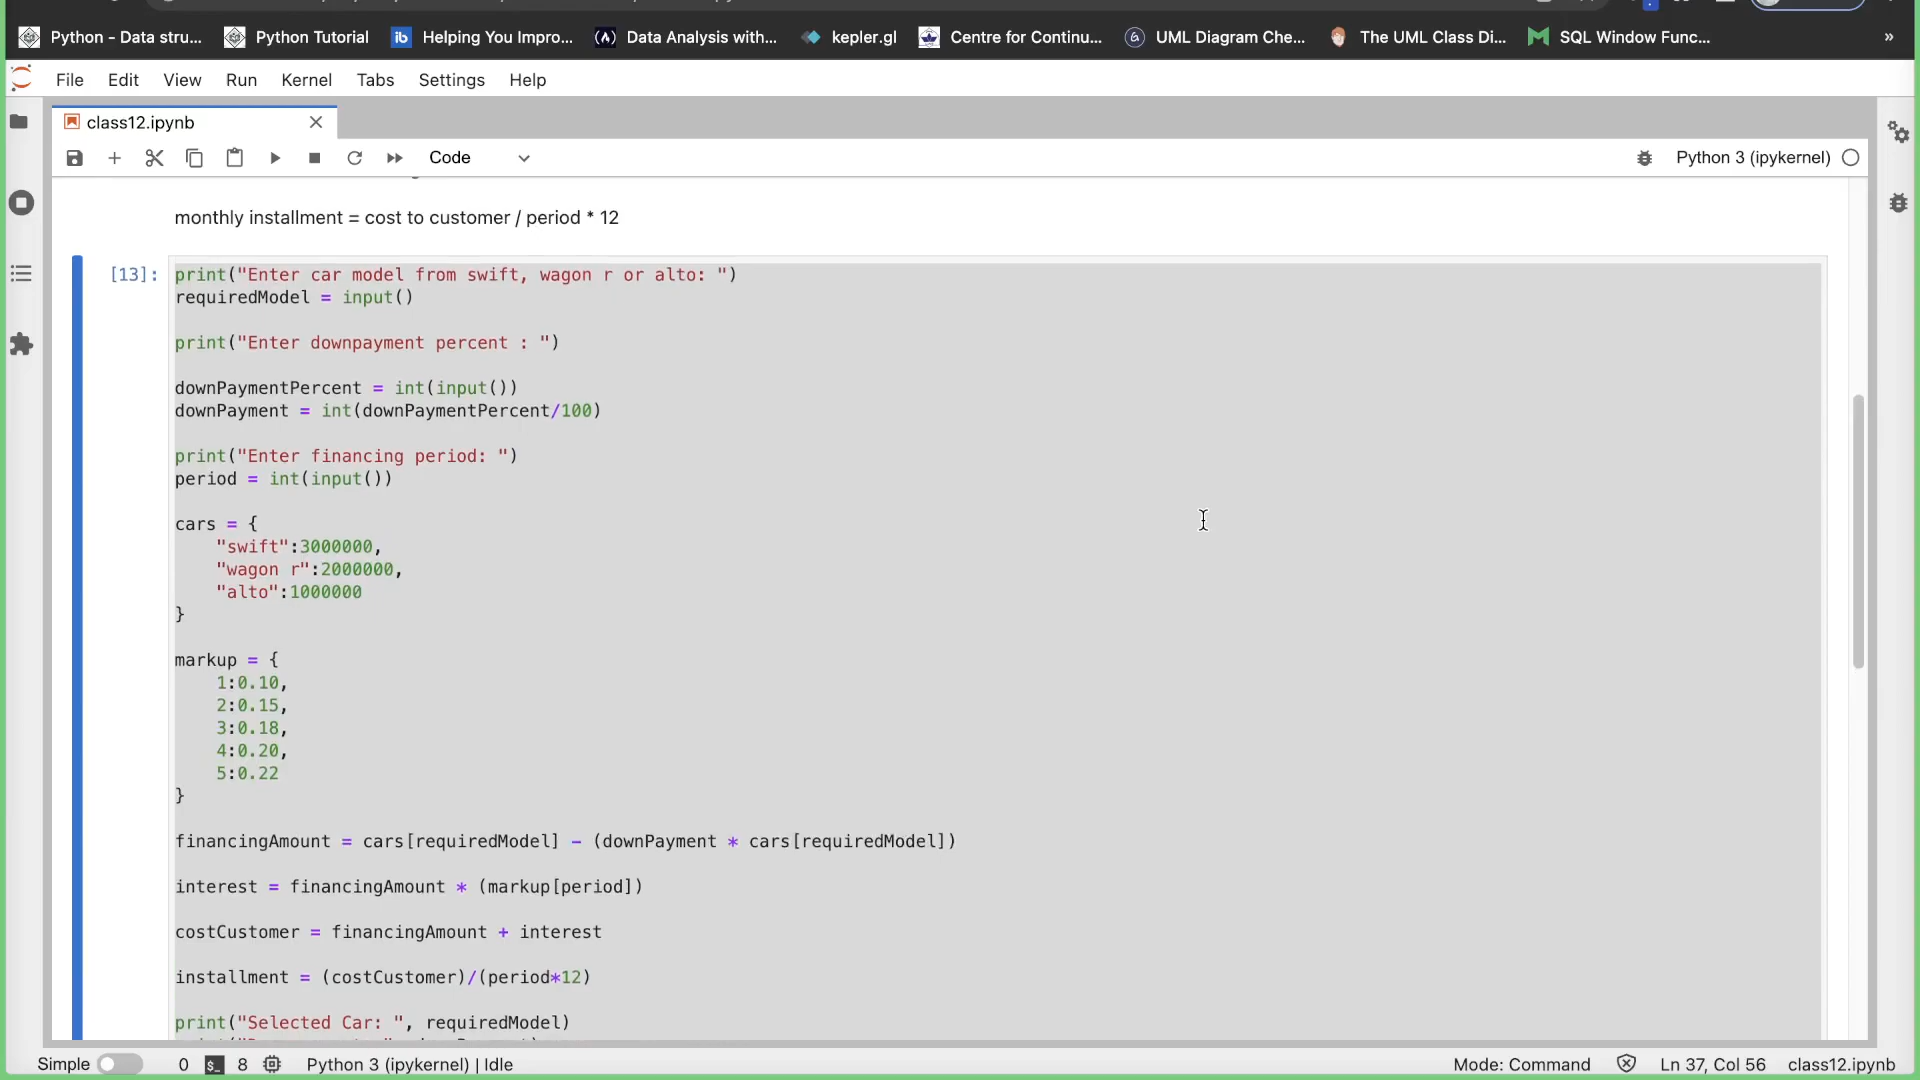 Python - Data stru...
Python Tutorial
ib
Helping You Impro...
(A)
Data Analysis with...
kepler.gl
Centre for Continu...
UML Diagram Che...
The UML Class Di...
SQL Window Func...
»
File Edit View Run Kernel Tabs Settings Help
class12.ipynb
Code
Python 3 (ipykernel)
monthly installment = cost to customer / period * 12
[13]:
print("Enter car model from swift, wagon r or alto: ")
requiredModel = input()
print("Enter downpayment percent : ")
downPaymentPercent = int(input())
downPayment = int(downPaymentPercent/100)
print("Enter financing period: ")
period = int(input())
cars = {
    "swift":3000000,
    "wagon r":2000000,
    "alto":1000000
}
markup = {
    1:0.10,
    2:0.15,
    3:0.18,
    4:0.20,
    5:0.22
}
financingAmount = cars[requiredModel] - (downPayment * cars[requiredModel])
interest = financingAmount * (markup[period])
costCustomer = financingAmount + interest
installment = (costCustomer)/(period*12)
print("Selected Car: ", requiredModel)
Simple 0 $_ 8 Python 3 (ipykernel) | Idle
Mode: Command Ln 37, Col 56 class12.ipynb